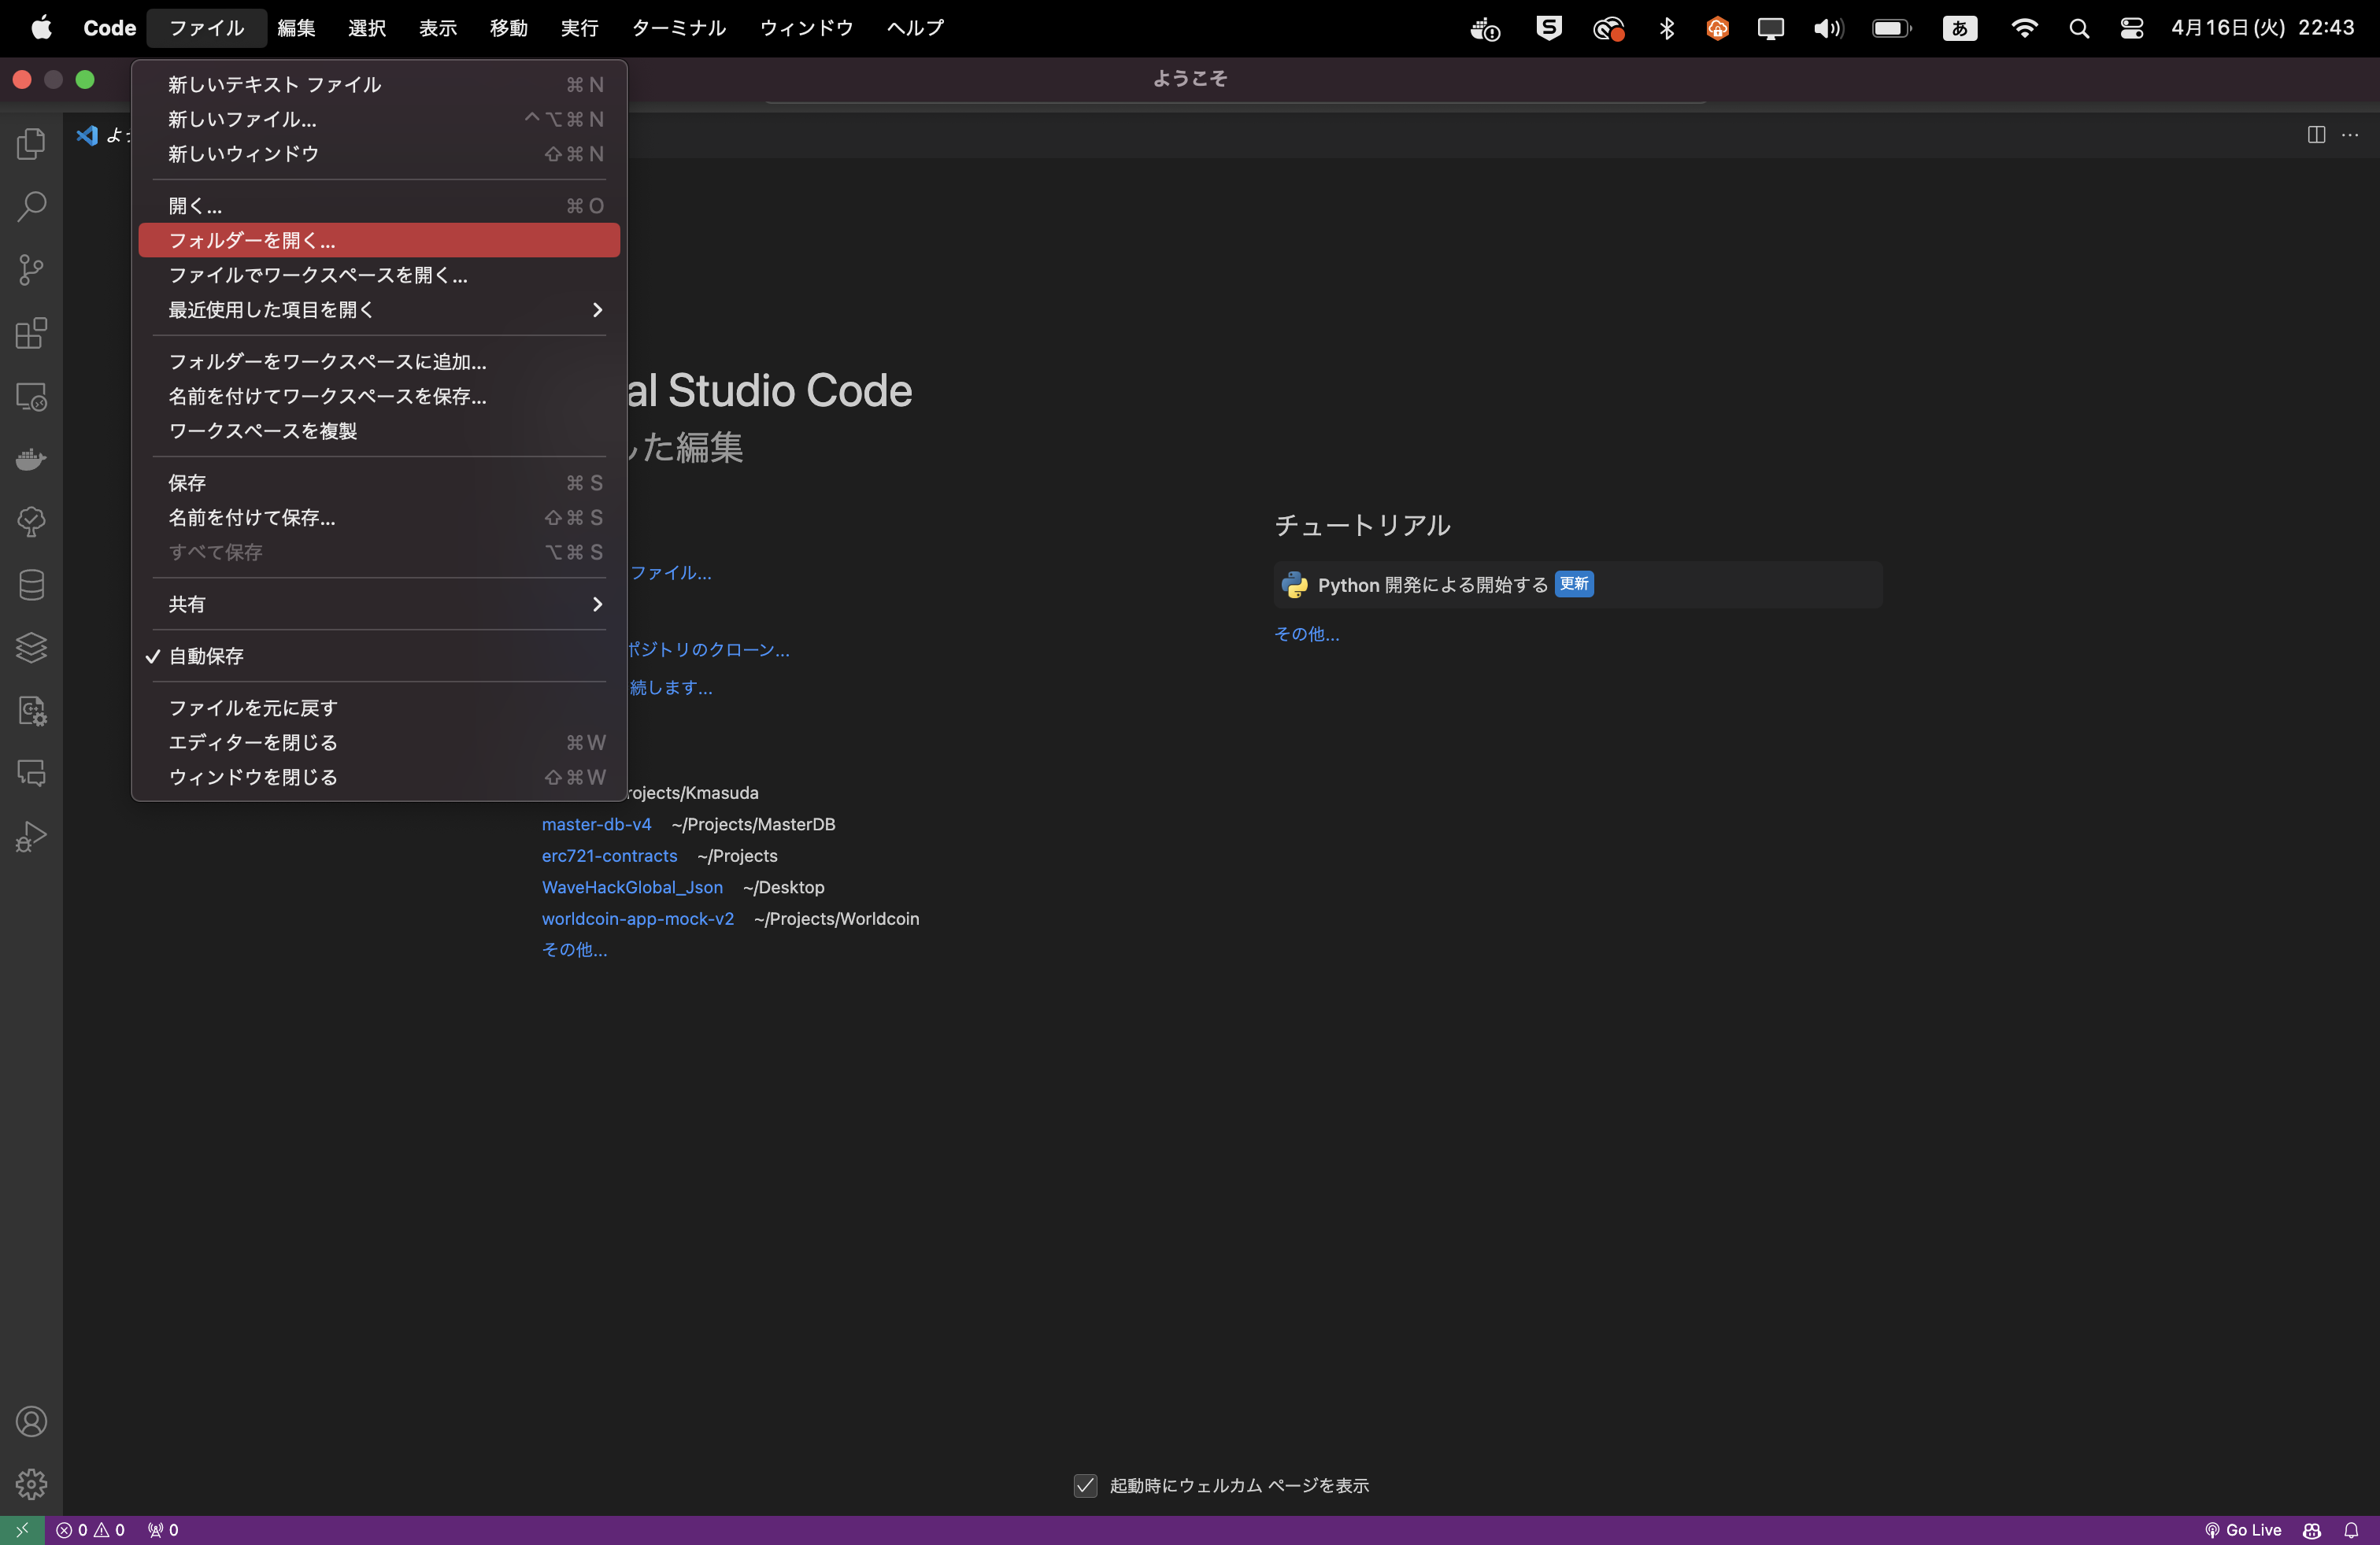 Code ファイル 編集 選択 表示 移動 実行 ターミナル ウィンドウ ヘルプ あ 4月16日(火) 22:43
ようこそ
新しいテキスト ファイル ⌘ N
新しいファイル... ^⌥⌘ N
新しいウィンドウ ⇧⌘ N
開く... ⌘ O
フォルダーを開く...
ファイルでワークスペースを開く...
最近使用した項目を開く
フォルダーをワークスペースに追加...
名前を付けてワークスペースを保存...
ワークスペースを複製
保存 ⌘ S
名前を付けて保存... ⇧⌘ S
すべて保存 ⌥⌘ S
共有
✓ 自動保存
ファイルを元に戻す
エディターを閉じる ⌘W
ウィンドウを閉じる ⇧⌘W
al Studio Code
した編集
ファイル...
ポジトリのクローン...
続します...
rojects/Kmasuda
master-db-v4 ~/Projects/MasterDB
erc721-contracts ~/Projects
WaveHackGlobal_Json ~/Desktop
worldcoin-app-mock-v2 ~/Projects/Worldcoin
その他...
チュートリアル
Python 開発による開始する 更新
その他...
起動時にウェルカム ページを表示
0 0 0 Go Live